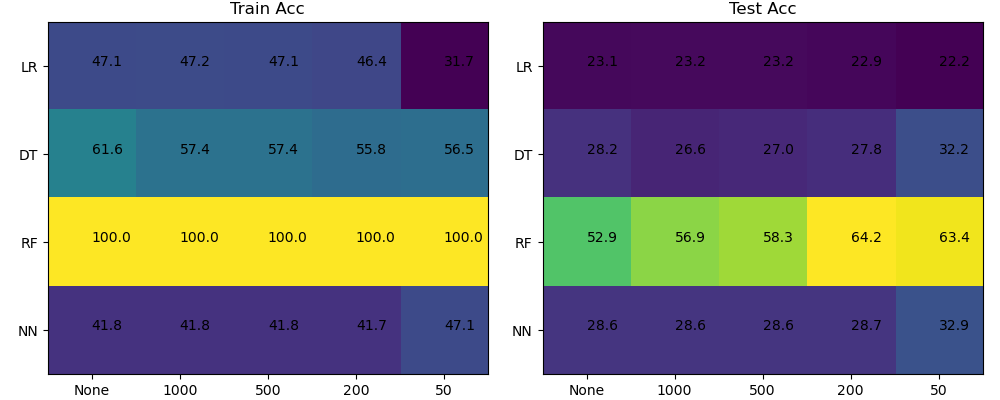 Train Acc
LR 47.1 47.2 47.1 46.4 31.7
DT 61.6 57.4 57.4 55.8 56.5
RF 100.0 100.0 100.0 100.0 100.0
NN 41.8 41.8 41.8 41.7 47.1
None 1000 500 200 50
Test Acc
LR 23.1 23.2 23.2 22.9 22.2
DT 28.2 26.6 27.0 27.8 32.2
RF 52.9 56.9 58.3 64.2 63.4
NN 28.6 28.6 28.6 28.7 32.9
None 1000 500 200 50